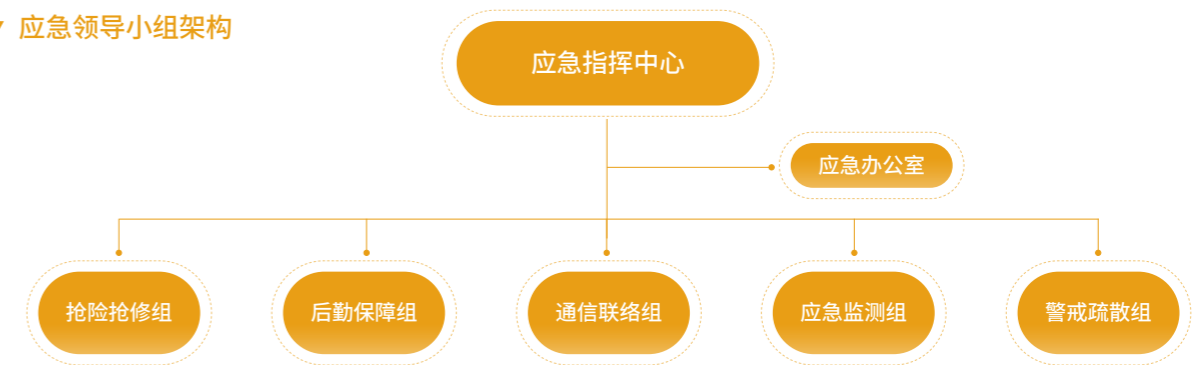 应急领导小组架构
应急指挥中心
应急办公室
抢险抢修组
后勤保障组
通信联络组
应急监测组
警戒疏散组